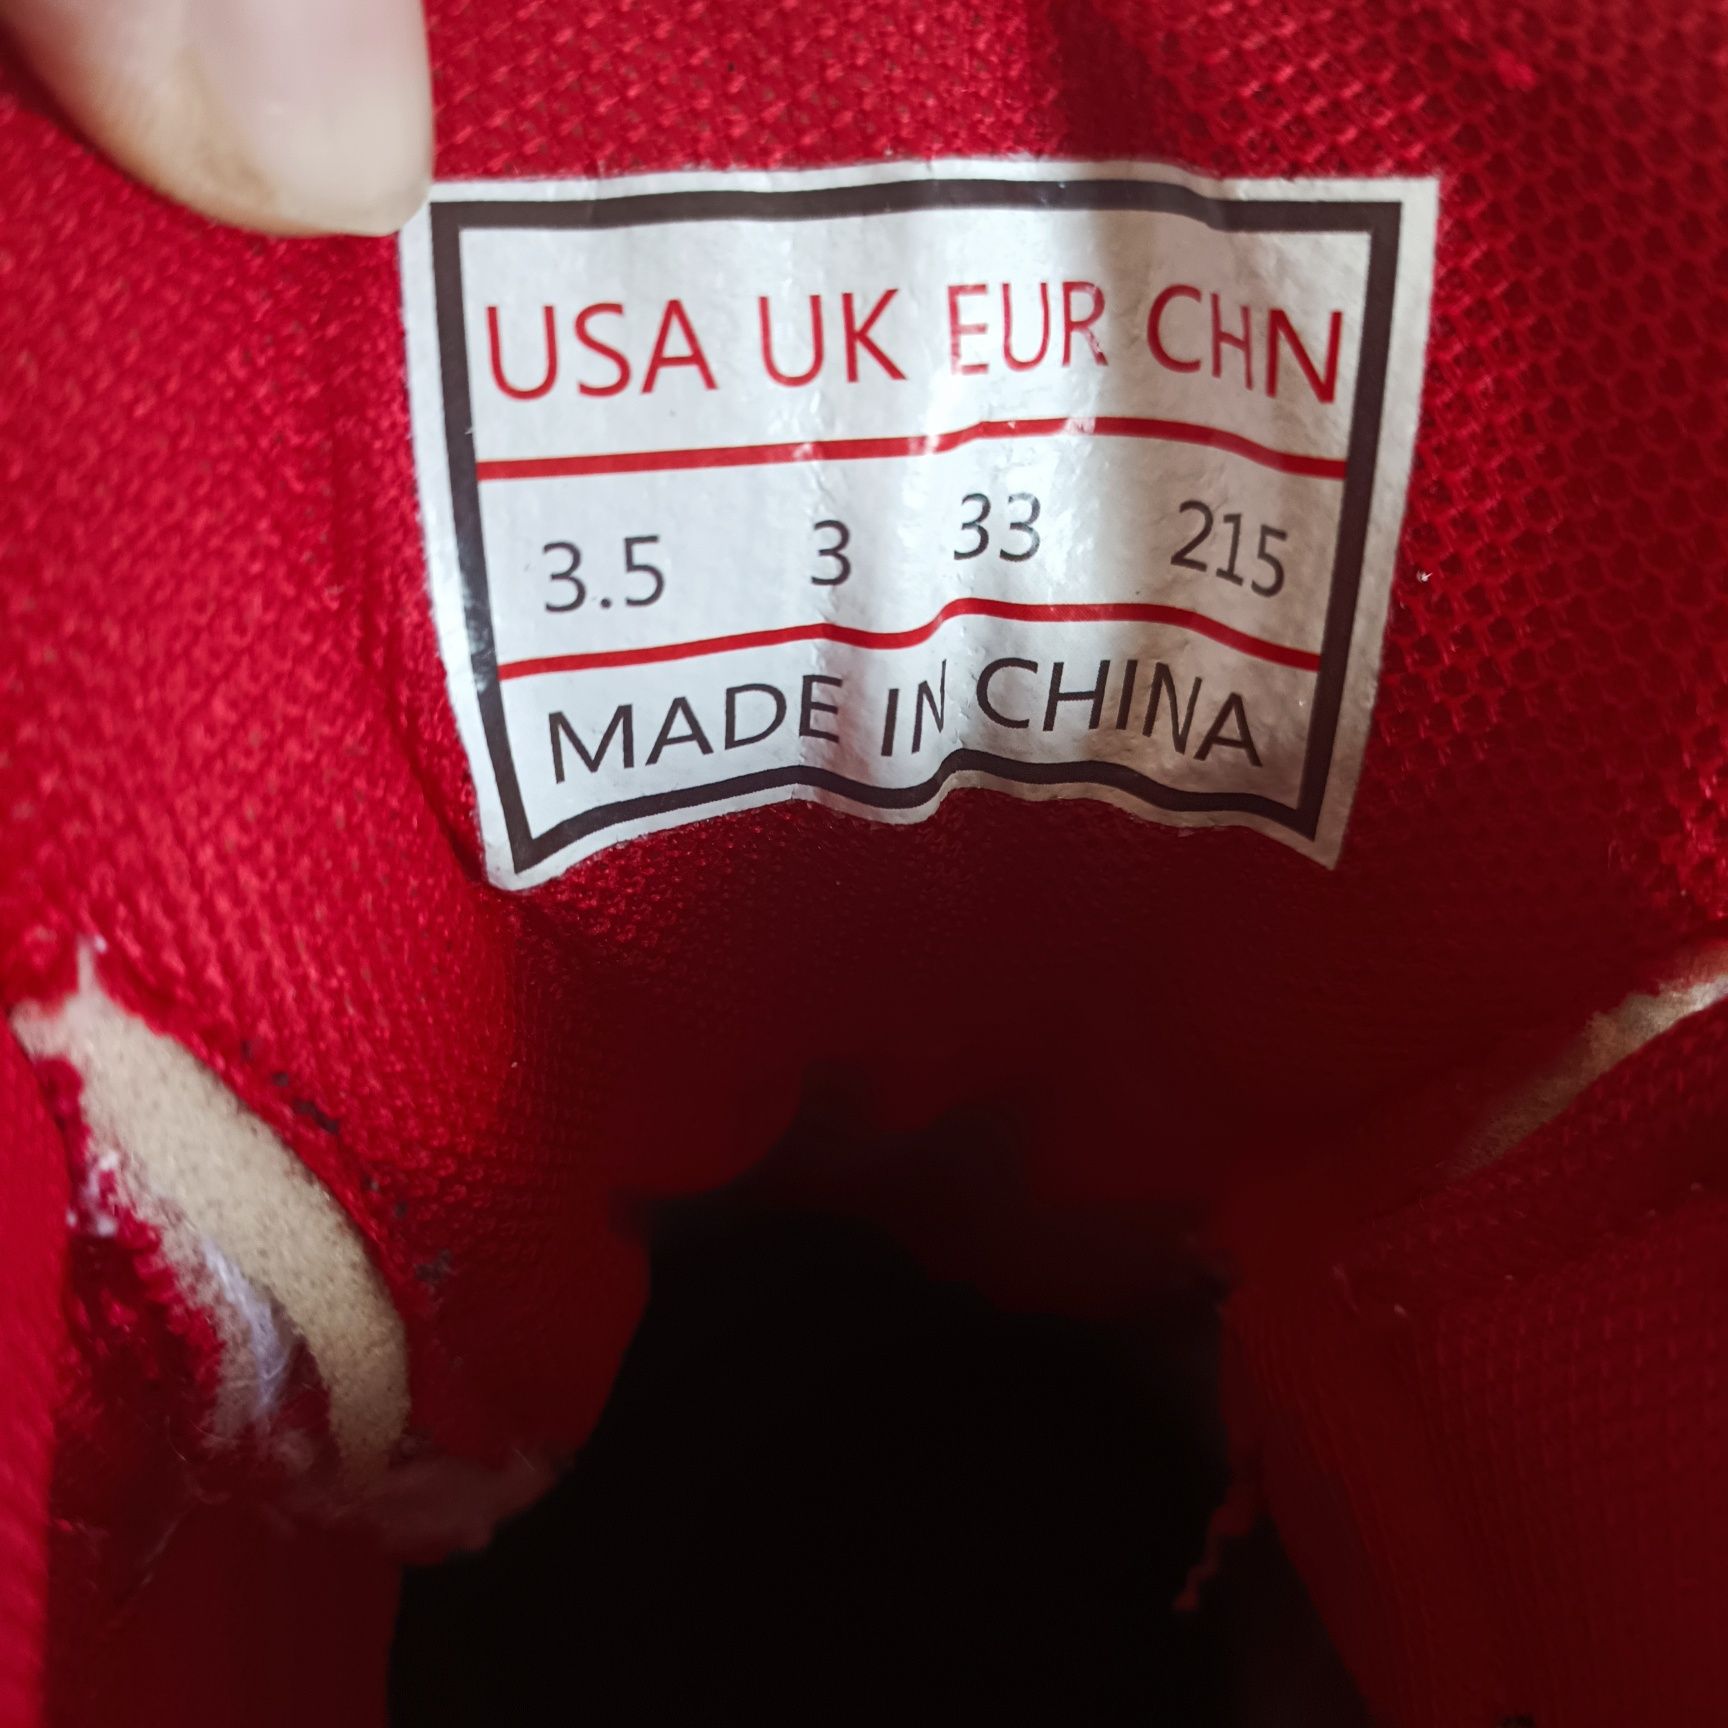 USA UK EUR CHN
3.5 3 33 215
MADE IN CHINA